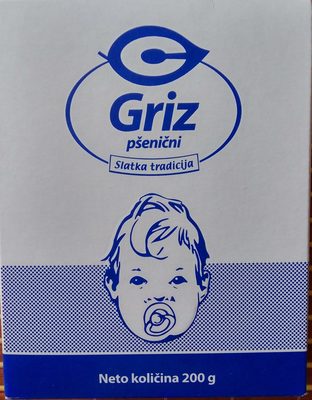 Griz
pšenični
Slatka tradicija
Neto količina 200 g